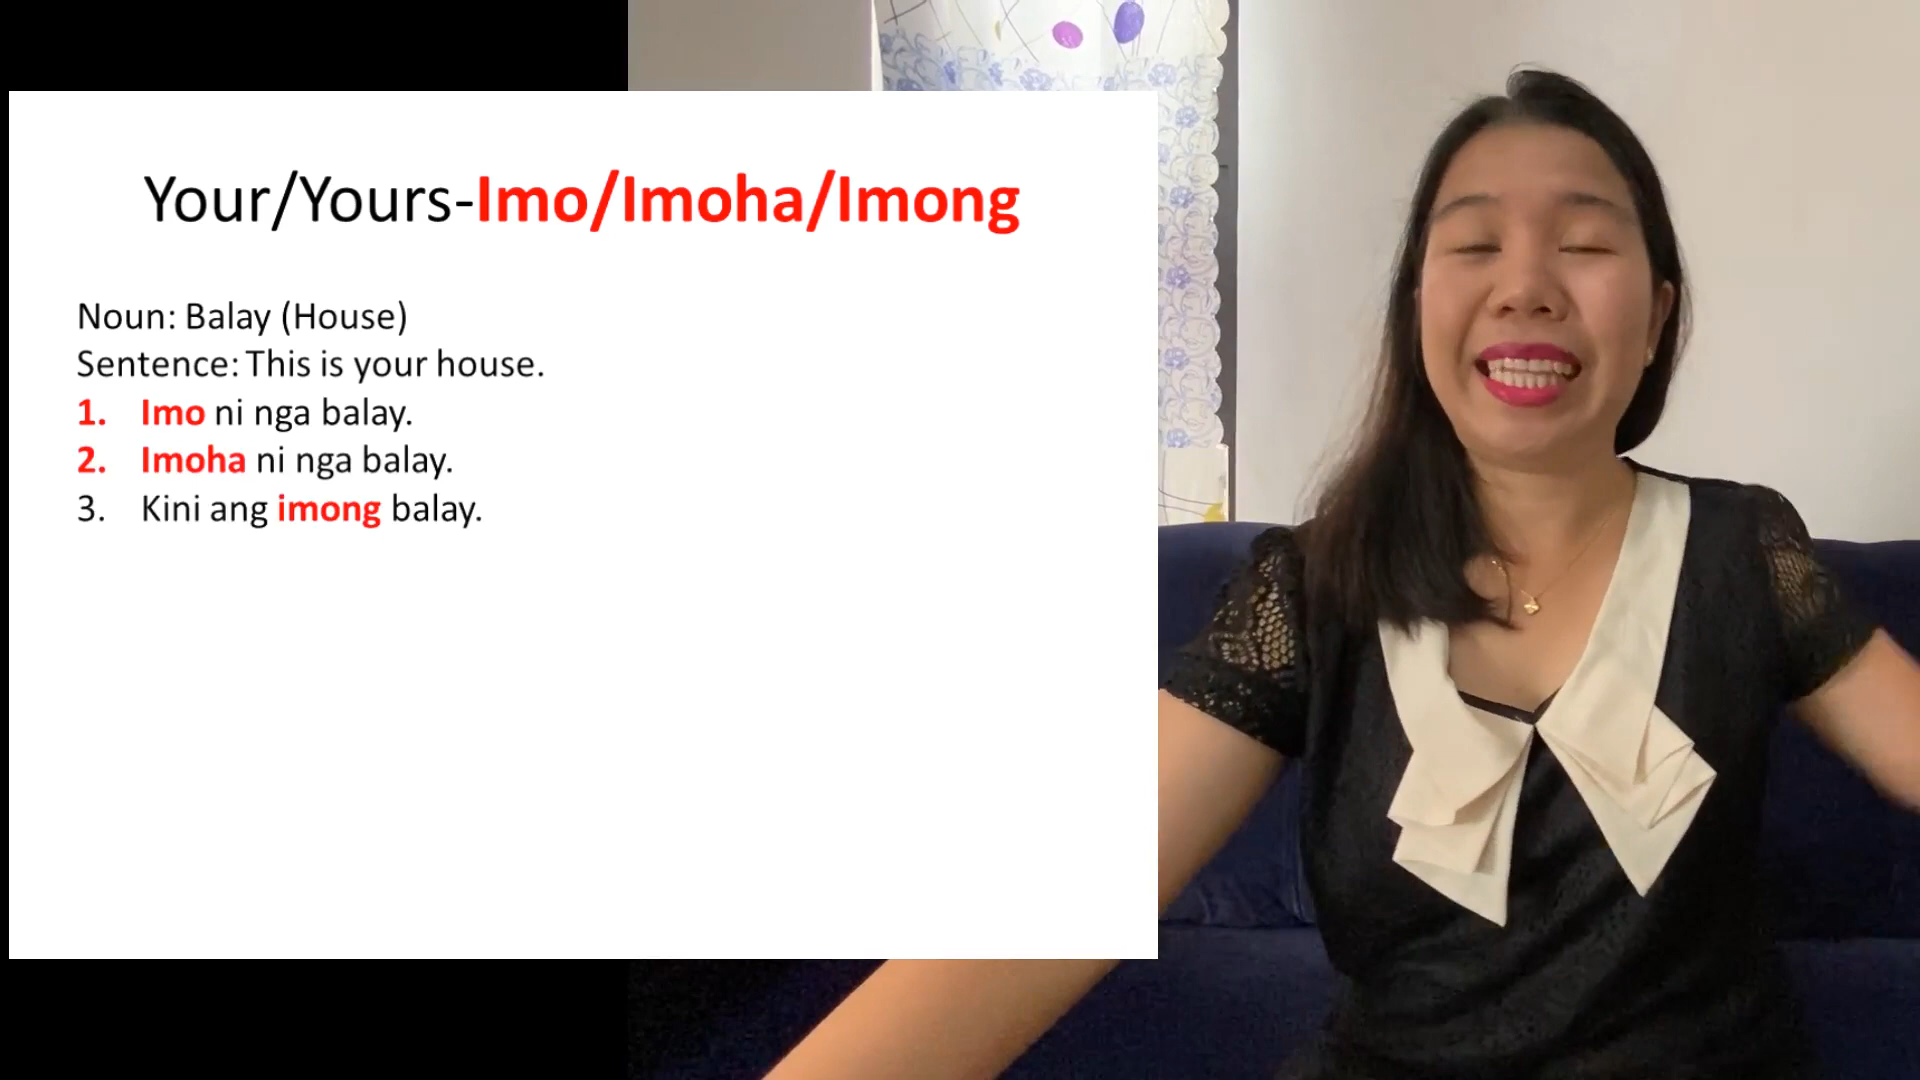 Your/Yours-Imo/Imoha/Imong
Noun: Balay (House)
Sentence: This is your house.
1. Imo ni nga balay.
2. Imoha ni nga balay.
3. Kini ang imong balay.